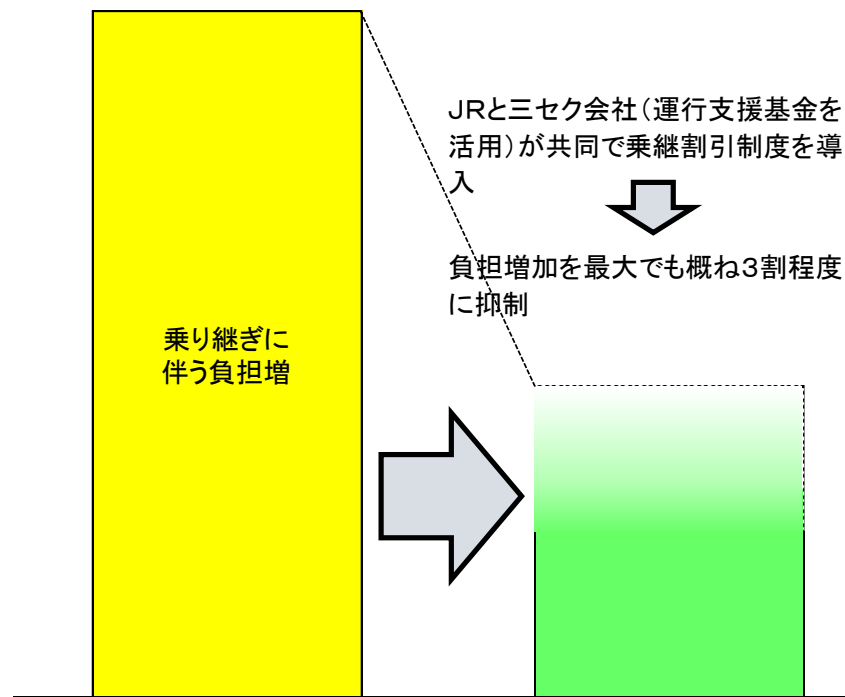 JRと三セク会社(運行支援基金を
活用)が共同で乗継割引制度を導
入
負担増加を最大でも概ね3割程度
に抑制
乗り継ぎに
伴う負担増